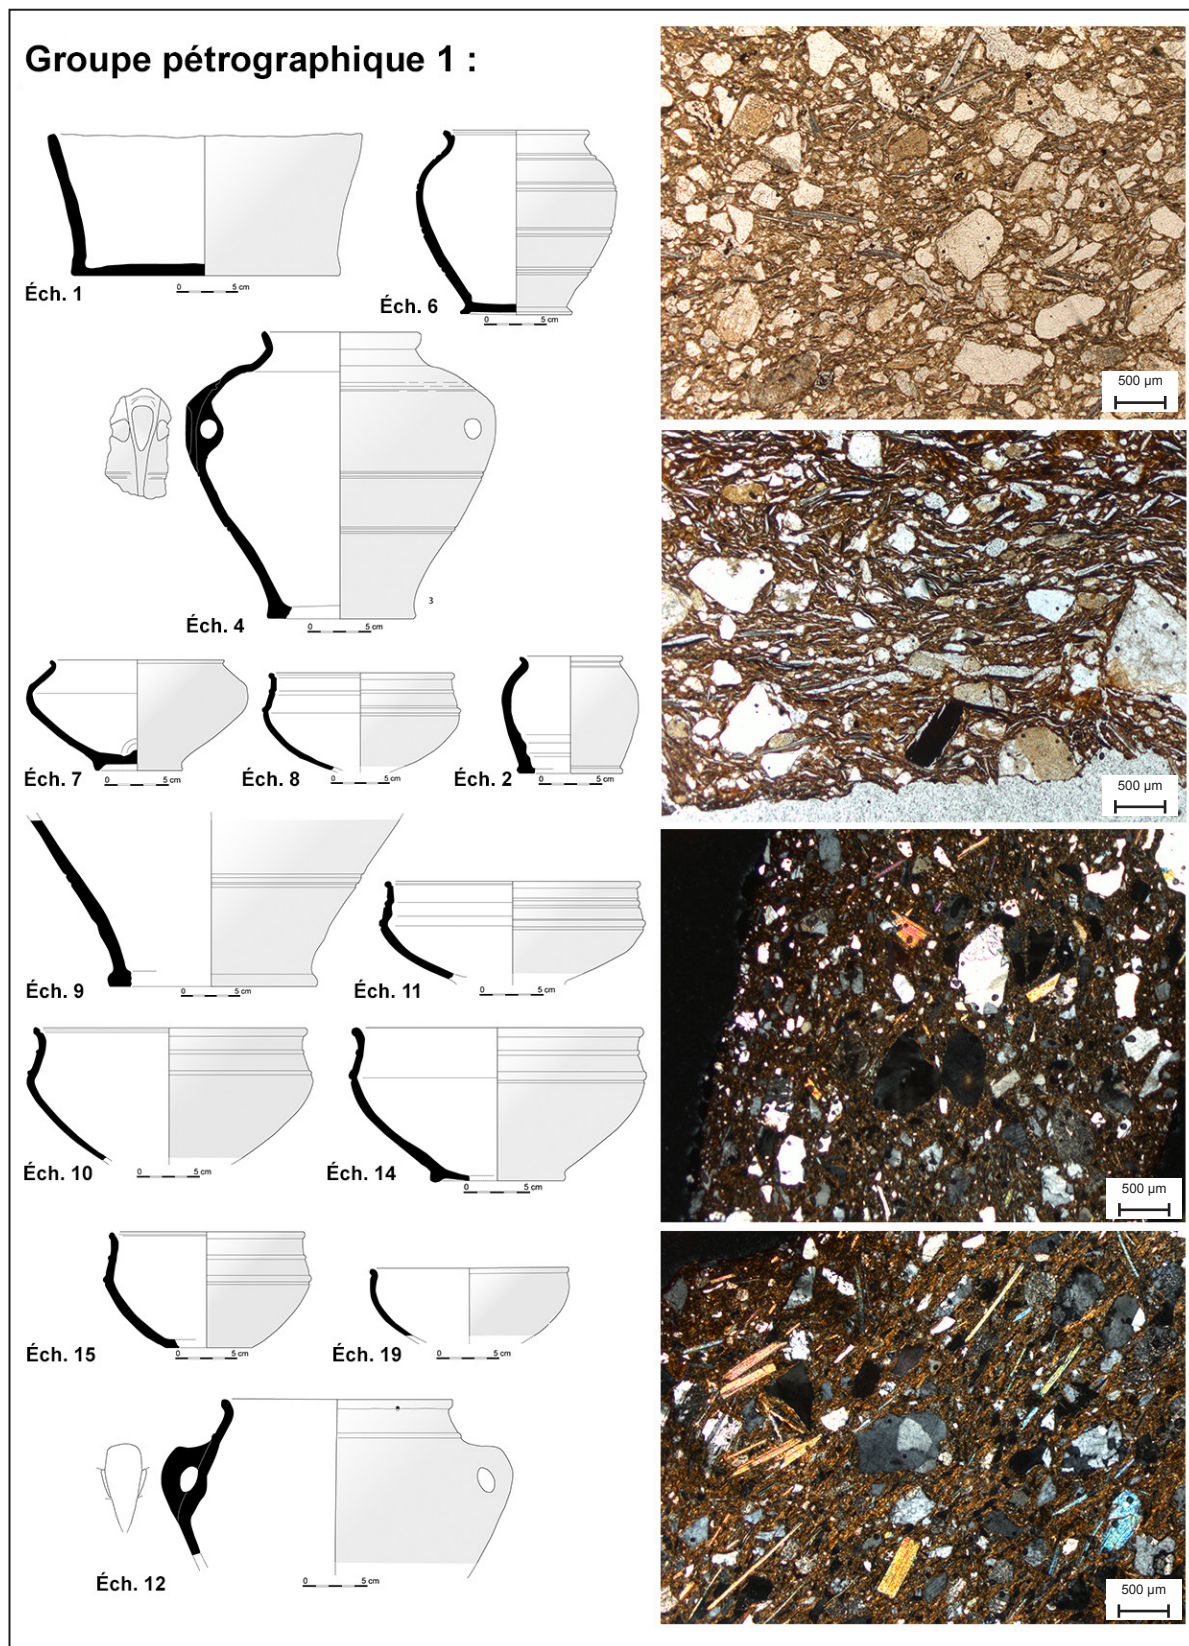 Groupe pétrographique 1 :
0 5 cm
Éch. 1
0 5 cm
Éch. 6
3
0 5 cm
Éch. 4
0 5 cm
Éch. 7
0 5 cm
Éch. 8
0 5 cm
Éch. 2
0 5 cm
Éch. 9
0 5 cm
Éch. 11
0 5 cm
Éch. 10
0 5 cm
Éch. 14
0 5 cm
Éch. 15
0 5 cm
Éch. 19
0 5 cm
Éch. 12
500 µm
500 µm
500 µm
500 µm